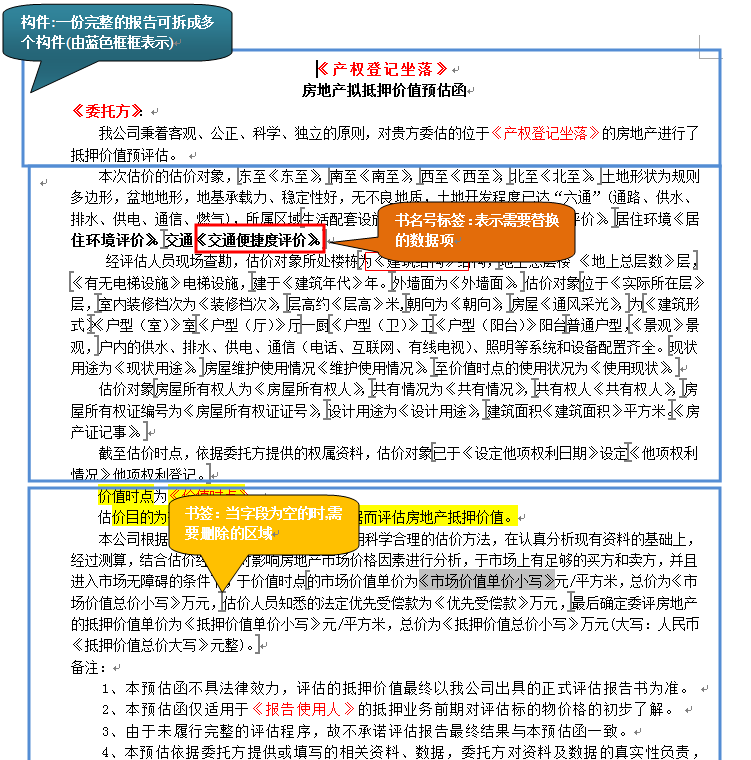 构件:一份完整的报告可拆成多
个构件(由蓝色框框表示)
《产权登记坐落》
房地产拟抵押价值预估函
《委托方》:
我公司秉着客观、公正、科学、独立的原则，对贵方委估的位于《产权登记坐落》的房地产进行了
抵押价值预评估。
本次估价的估价对象，东至《东至》，南至《南至》，西至《西至》，北至《北至》，土地形状为规则
多边形，盆地地形，地基承载力、稳定性好，无不良地质，土地开发程度已达“六通”(通路、供水、
排水、供电、通信、燃气)，所属区域生活配套设施 评价》，居住环境《居
住环境评价》，交通《交通便捷度评价》。
书名号标签:表示需要替换
的数据项
经评估人员现场查勘，估价对象所处楼栋为《建筑结构》结构，地上总层楼《地上总层数》层，
《有无电梯设施》电梯设施，建于《建筑年代》年。外墙面为《外墙面》。估价对象位于《实际所在层》
层，室内装修档次为《装修档次》，层高约《层高》米，朝向为《朝向》，房屋《通风采光》，为《建筑形
式》，《户型（室）》室《户型（厅）》厅一厨《户型（卫）》卫《户型（阳台）》阳台普通户型，《景观》景
观，户内的供水、排水、供电、通信（电话、互联网、有线电视）、照明等系统和设备配置齐全。现状
用途为《现状用途》，房屋维护使用情况《维护使用情况》。至价值时点的使用状况为《使用现状》。
估价对象房屋所有权人为《房屋所有权人》，共有情况为《共有情况》，共有权人《共有权人》，房
屋所有权证编号为《房屋所有权证证号》，设计用途为《设计用途》，建筑面积《建筑面积》平方米，《房
产证记事》。
截至估价时点，依据委托方提供的权属资料，估价对象已于《设定他项权利日期》设定《他项权利
情况》他项权利登记。
价值时点为《价值时点》
估价目的为 而评估房地产抵押价值。
书签：当字段为空的时,需
要删除的区域
本公司根据 用科学合理的估价方法，在认真分析现有资料的基础上，
经过测算，结合估价经 对影响房地产市场价格因素进行分析，于市场上有足够的买方和卖方，并且
进入市场无障碍的条件 ，于价值时点的市场价值单价为《市场价值单价小写》元/平方米，总价为《市
场价值总价小写》万元，估价人员知悉的法定优先受偿款为《优先受偿款》万元，最后确定委评房地产
的抵押价值单价为《抵押价值单价小写》元/平方米，总价为《抵押价值总价小写》万元(大写：人民币
《抵押价值总价大写》元整)。
备注：
1、本预估函不具法律效力，评估的抵押价值最终以我公司出具的正式评估报告书为准。
2、本预估函仅适用于《报告使用人》的抵押业务前期对评估标的物价格的初步了解。
3、由于未履行完整的评估程序，故不承诺评估报告最终结果与本预估函一致。
4、本预估依据委托方提供或填写的相关资料、数据，委托方对资料及数据的真实性负责，